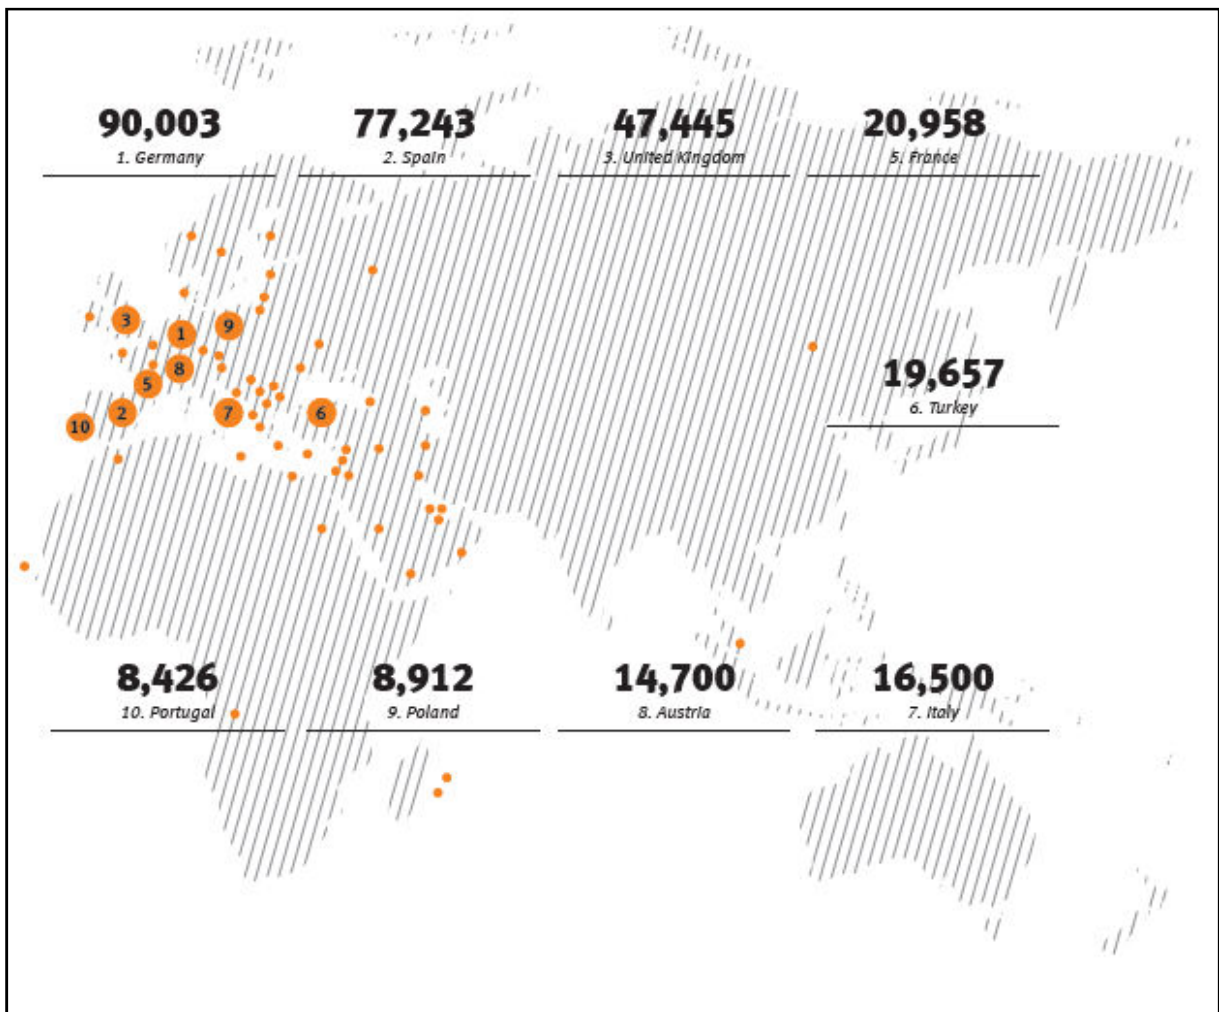 90,003
1. Germany
77,243
2. Spain
47,445
3. United Kingdom
20,958
5. France
3
1
9
8
5
2
10
7
6
19,657
6. Turkey
8,426
10. Portugal
8,912
9. Poland
14,700
8. Austria
16,500
7. Italy